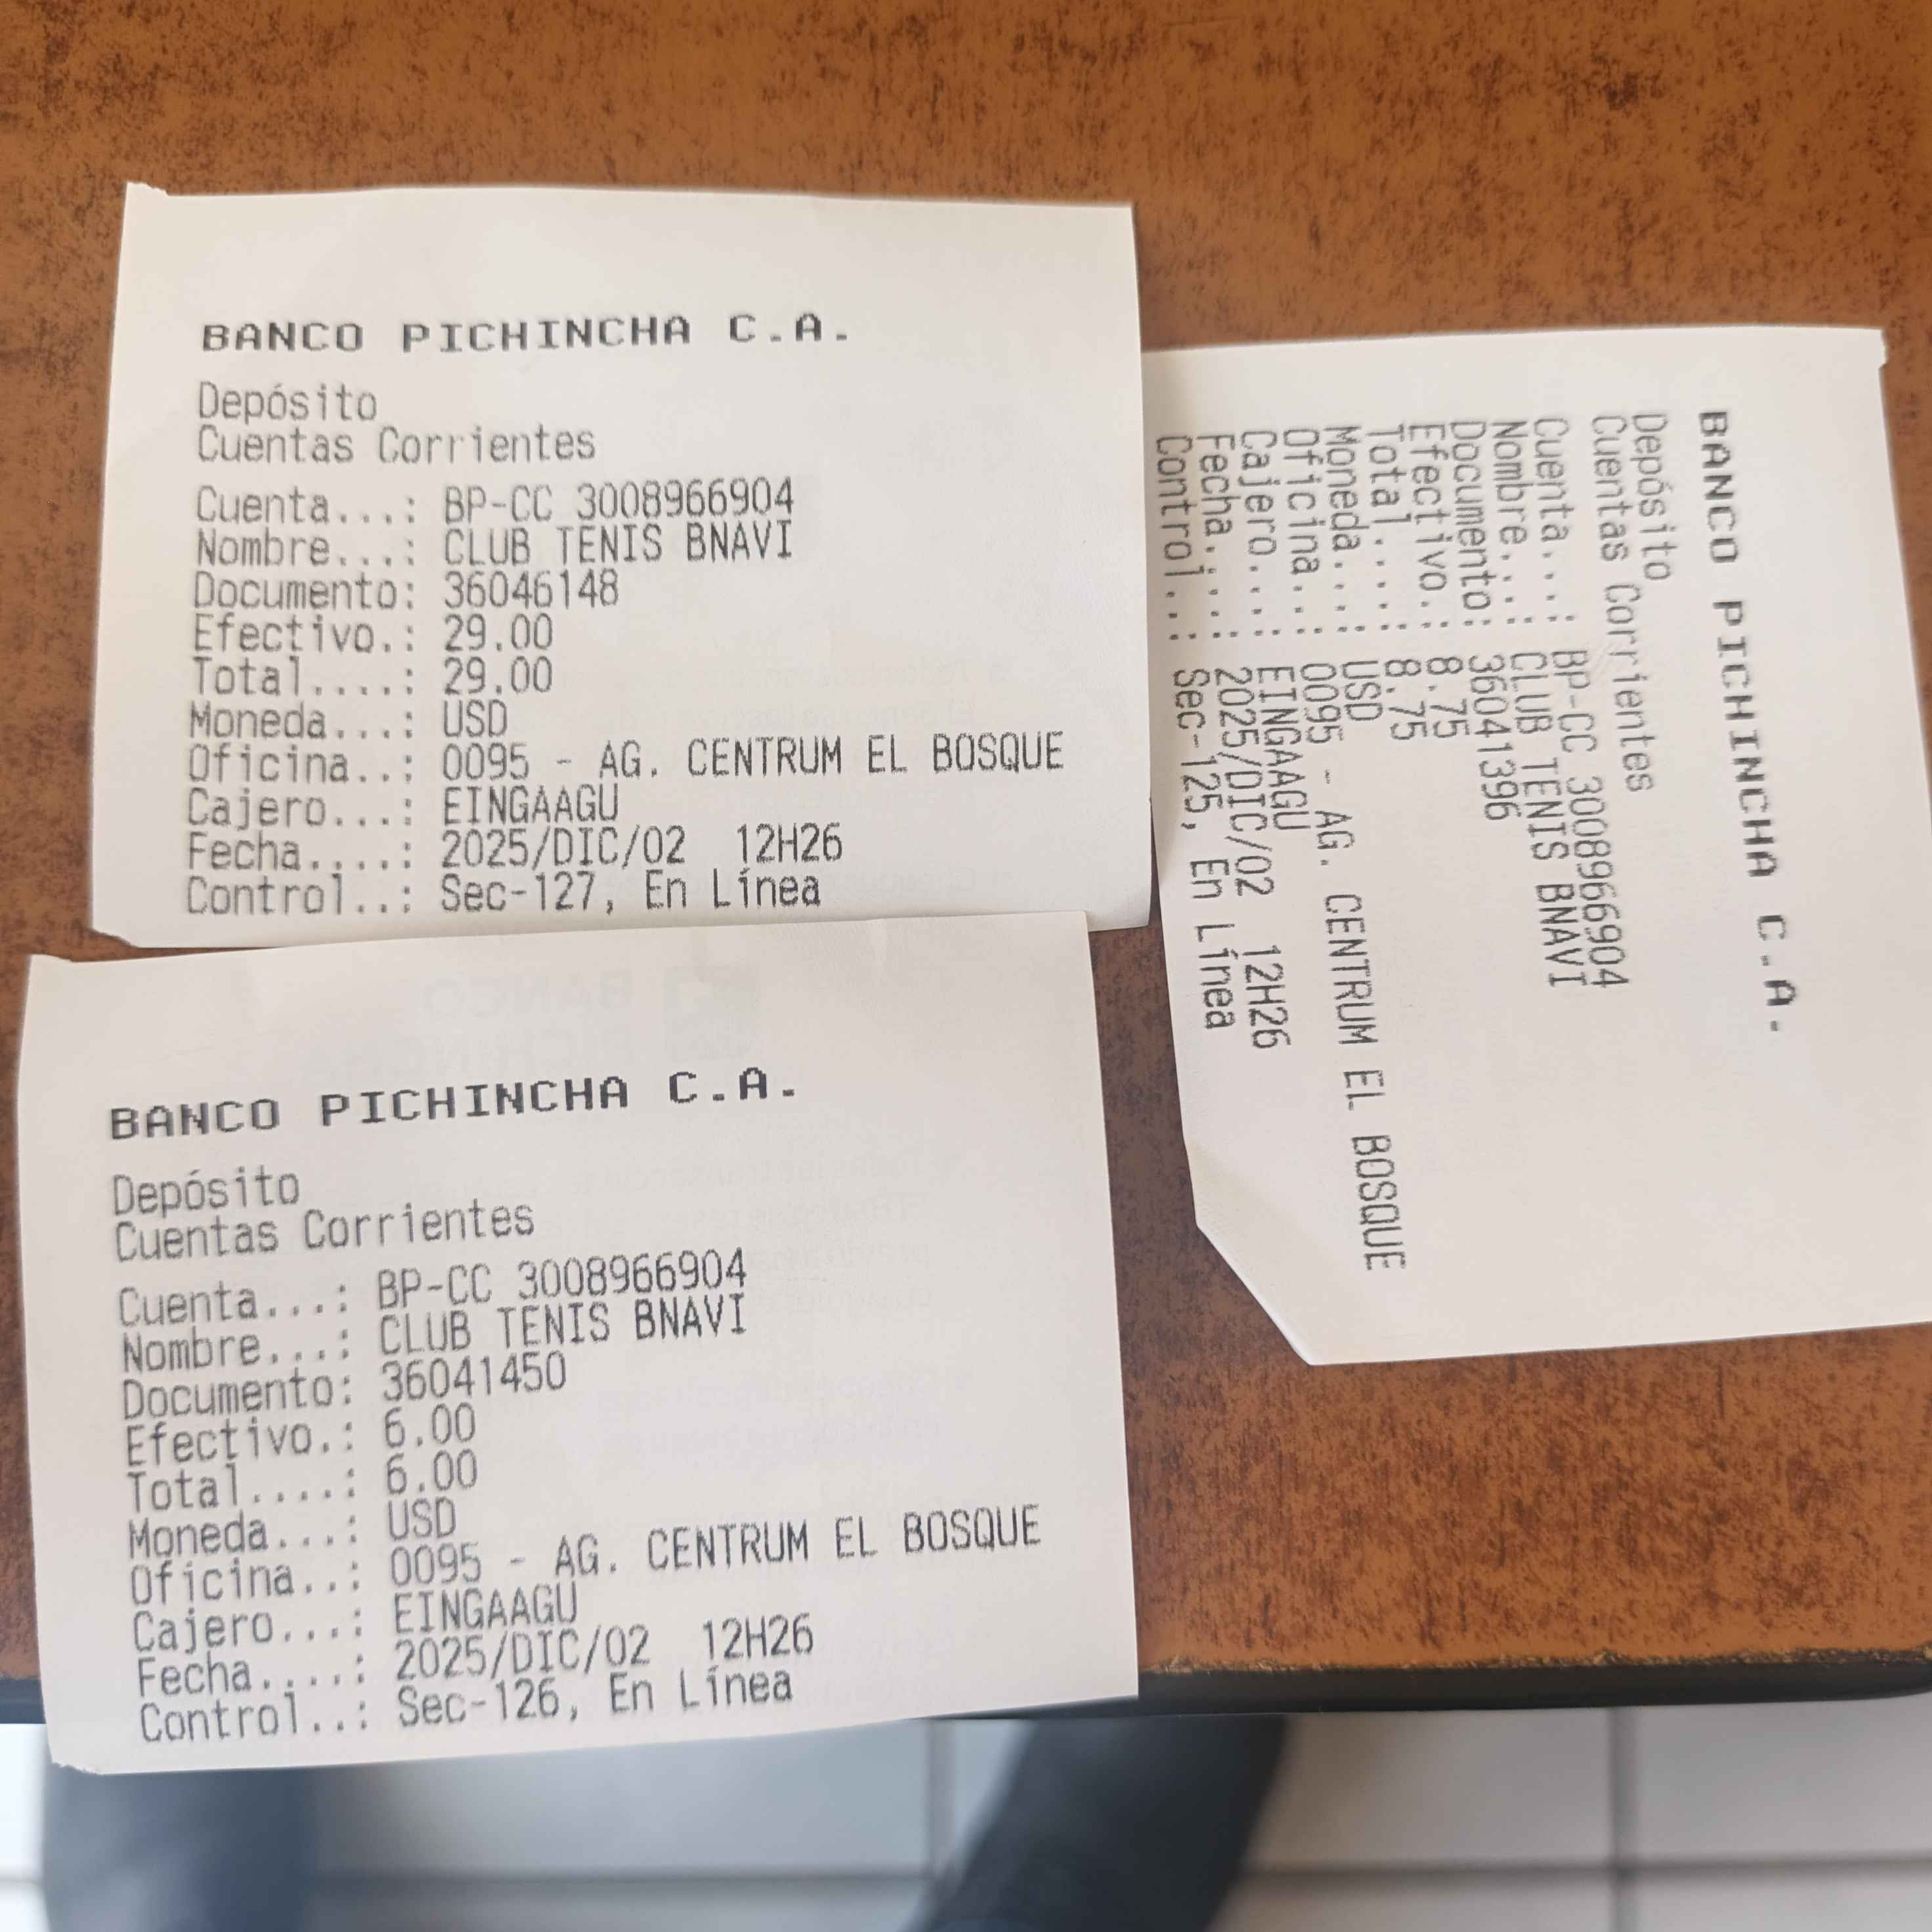 BANCO PICHINCHA C.A.
Depósito
Cuentas Corrientes
Cuenta...: BP-CC 3008966904
Nombre...: CLUB TENIS BNAVI
Documento: 36046148
Efectivo.: 29.00
Total....: 29.00
Moneda...: USD
Oficina..: 0095 - AG. CENTRUM EL BOSQUE
Cajero...: EINGAAGU
Fecha....: 2025/DIC/02 12H26
Control..: Sec-127, En Línea
BANCO PICHINCHA C.A.
Depósito
Cuentas Corrientes
Cuenta...: BP-CC 3008966904
Nombre...: CLUB TENIS BNAVI
Documento: 36041396
Efectivo.: 8.75
Total....: 8.75
Moneda...: USD
Oficina..: 0095 - AG. CENTRUM EL BOSQUE
Cajero...: EINGAAGU
Fecha....: 2025/DIC/02 12H26
Control..: Sec-125, En Línea
BANCO PICHINCHA C.A.
Depósito
Cuentas Corrientes
Cuenta...: BP-CC 3008966904
Nombre...: CLUB TENIS BNAVI
Documento: 36041450
Efectivo.: 6.00
Total....: 6.00
Moneda...: USD
Oficina..: 0095 - AG. CENTRUM EL BOSQUE
Cajero...: EINGAAGU
Fecha....: 2025/DIC/02 12H26
Control..: Sec-126, En Línea